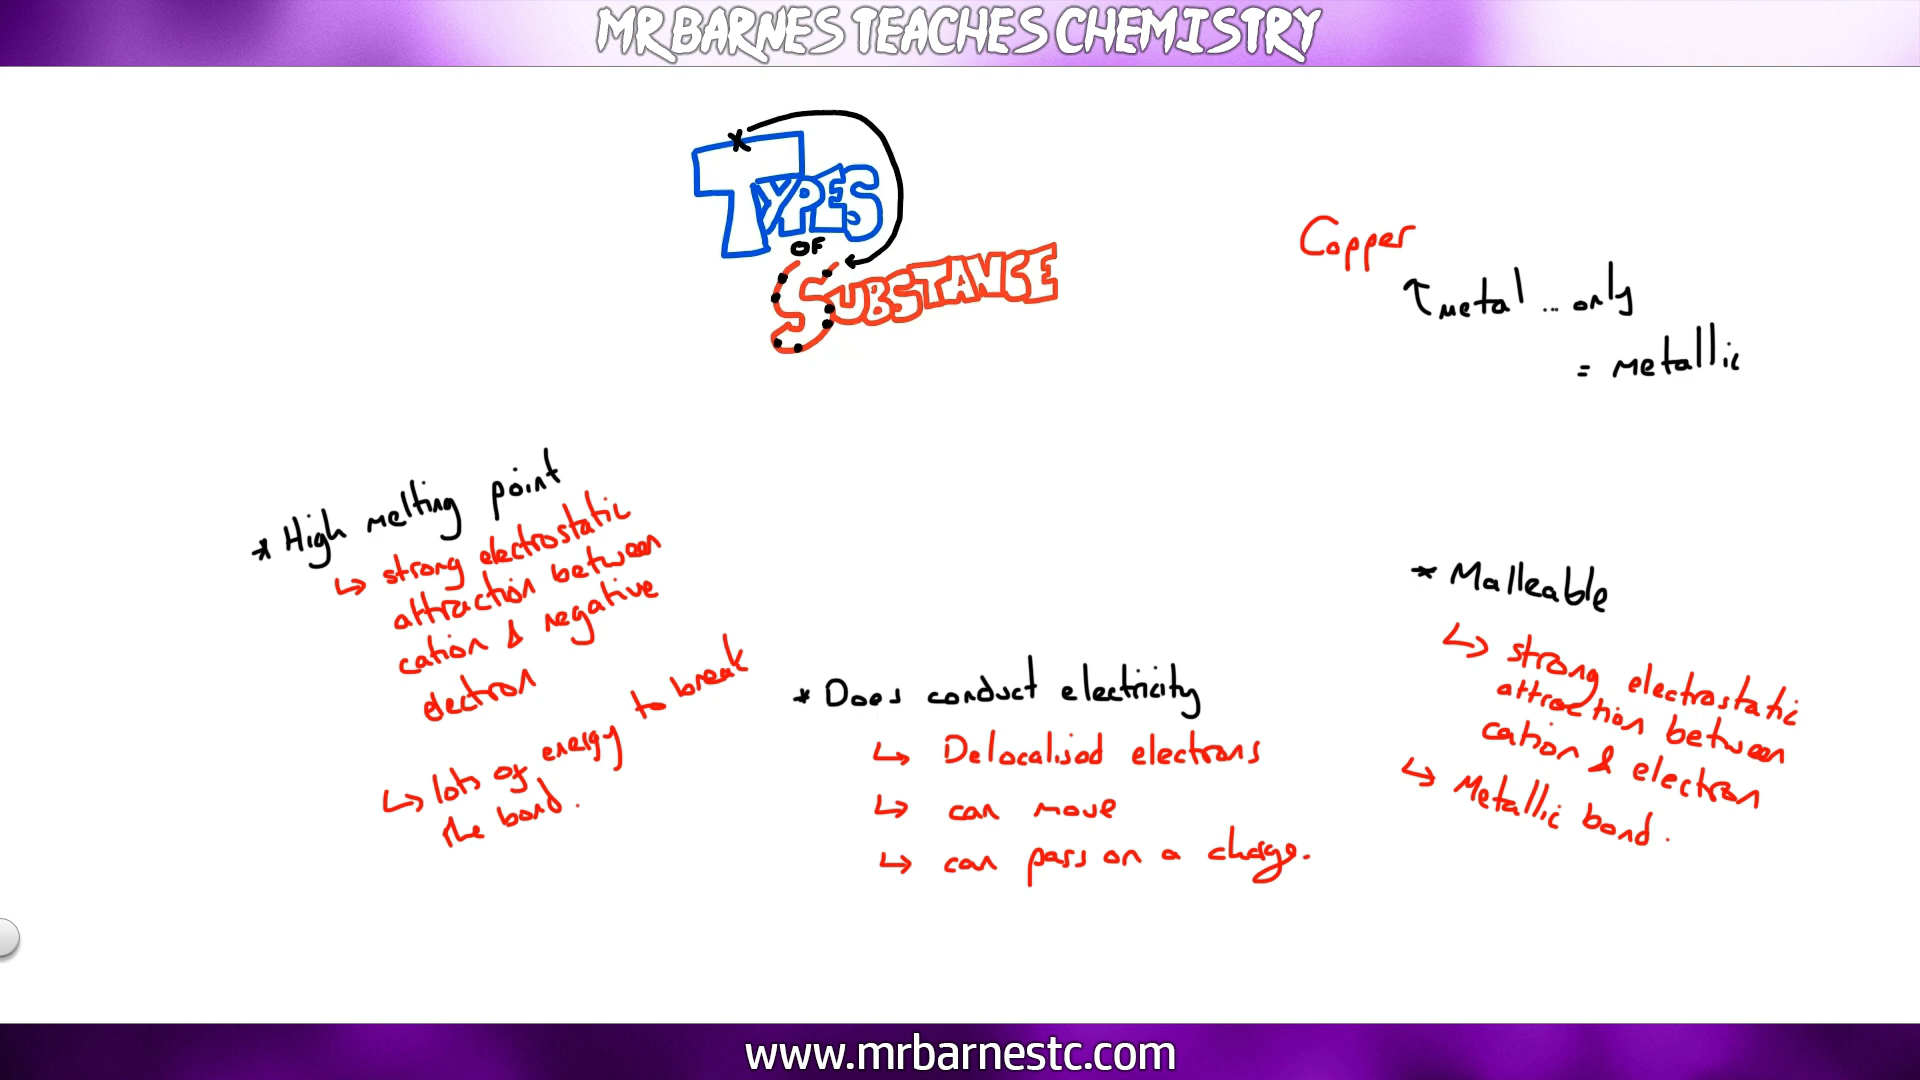 MR BARNES TEACHES CHEMISTRY
TYPES
OF
SUBSTANCE
Copper
metal ... only
= metallic
* High melting point
↳ strong electrostatic
attraction between
cation & negative
electron
↳ lots of energy to break
the bond.
* Does conduct electricity
↳ Delocalised electrons
↳ can move
↳ can pass on a charge.
* Malleable
↳ strong electrostatic
attraction between
cation & electron
↳ Metallic bond.
www.mrbarnestc.com